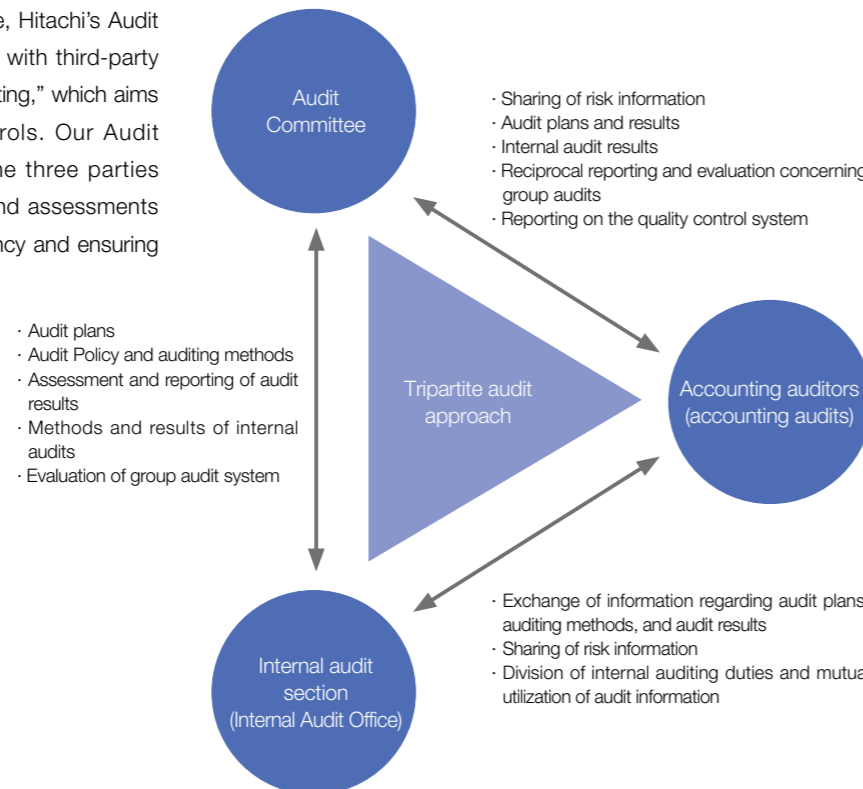 e, Hitachi’s Audit
with third-party
ting,” which aims
rols. Our Audit
ne three parties
nd assessments
ncy and ensuring
Audit
Committee
· Sharing of risk information
· Audit plans and results
· Internal audit results
· Reciprocal reporting and evaluation concerning
group audits
· Reporting on the quality control system
· Audit plans
· Audit Policy and auditing methods
· Assessment and reporting of audit
results
· Methods and results of internal
audits
· Evaluation of group audit system
Tripartite audit
approach
Accounting auditors
(accounting audits)
Internal audit
section
(Internal Audit Office)
· Exchange of information regarding audit plans
auditing methods, and audit results
· Sharing of risk information
· Division of internal auditing duties and mutua
utilization of audit information